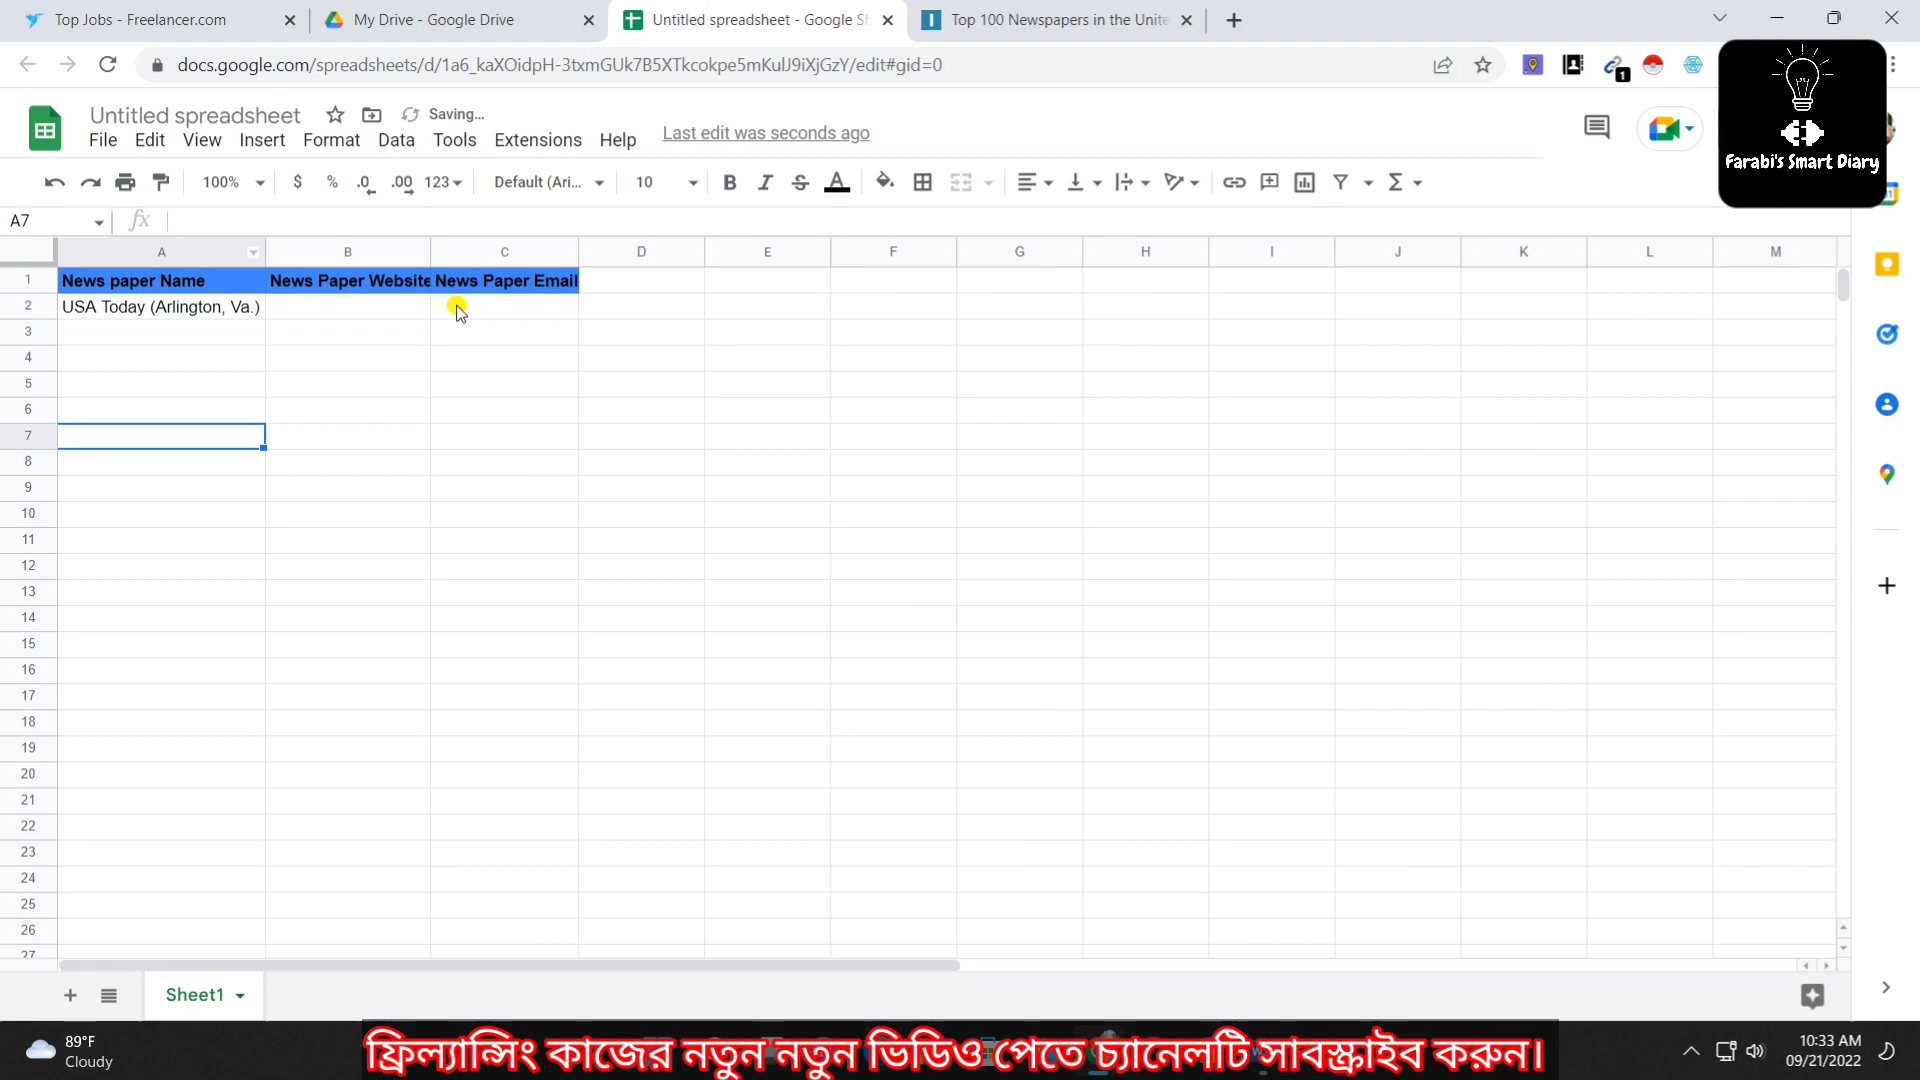 Top Jobs - Freelancer.com
My Drive - Google Drive
Untitled spreadsheet - Google Sh
Top 100 Newspapers in the Unite
docs.google.com/spreadsheets/d/1a6_kaXOidpH-3txmGUk7B5XTkcokpe5mKulJ9iXjGzY/edit#gid=0
1
Farabi's Smart Diary
Untitled spreadsheet
Saving...
File Edit View Insert Format Data Tools Extensions Help
Last edit was seconds ago
100% $ % .0 .00 123 Default (Ari... 10 B I S A Σ
A7 fx
A B C D E F G H I J K L M
1 News paper Name News Paper Website News Paper Email
2 USA Today (Arlington, Va.)
3
4
5
6
7
8
9
10
11
12
13
14
15
16
17
18
19
20
21
22
23
24
25
26
27
Sheet1
89°F
Cloudy
ফ্রিল্যান্সিং কাজের নতুন নতুন ভিডিও পেতে চ্যানেলটি সাবস্ক্রাইব করুন।
10:33 AM
09/21/2022